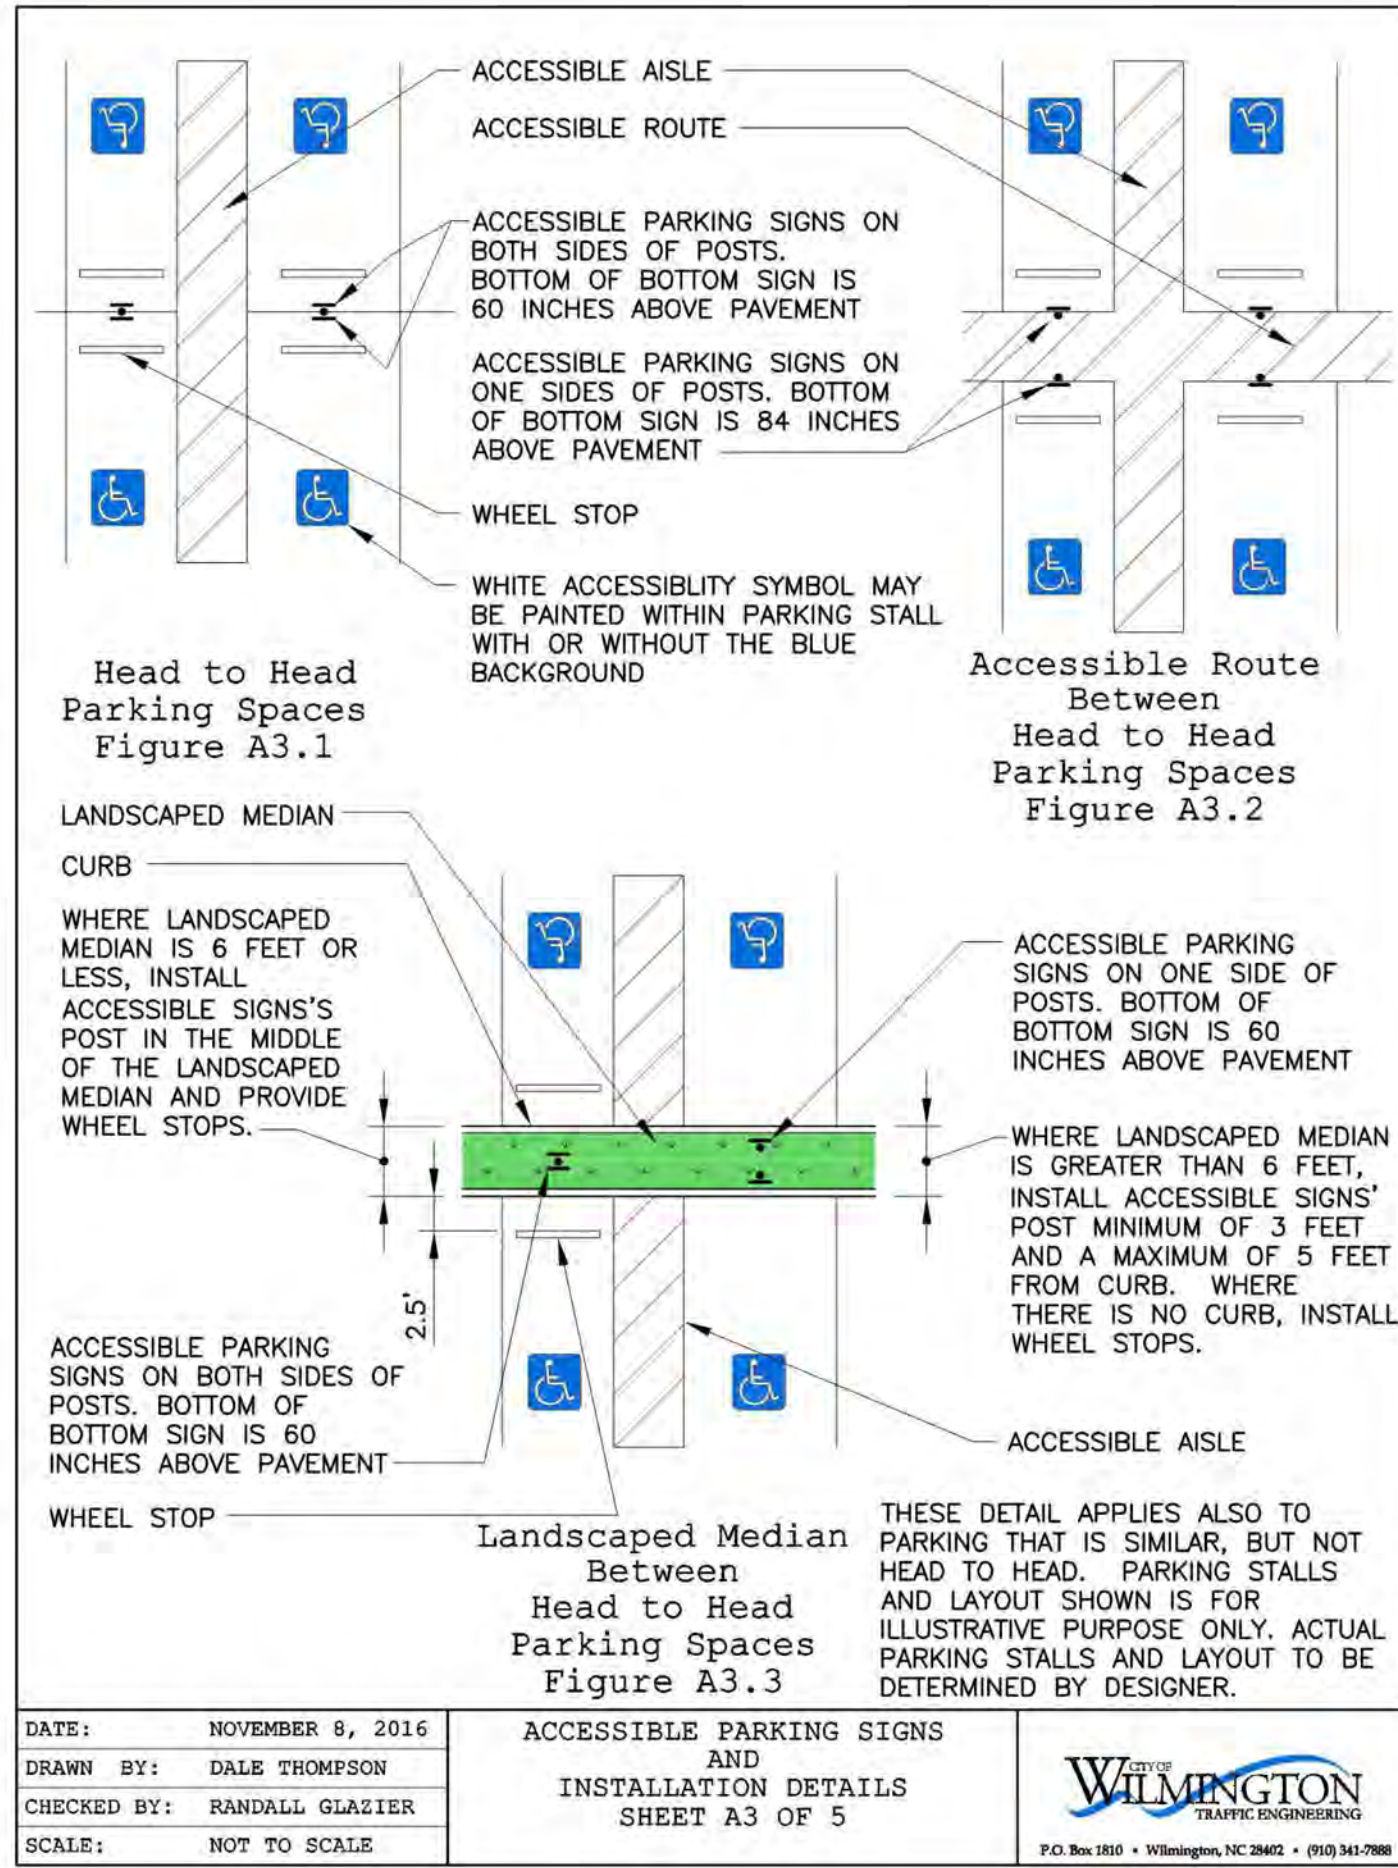 ACCESSIBLE AISLE
ACCESSIBLE ROUTE
ACCESSIBLE PARKING SIGNS ON
BOTH SIDES OF POSTS.
BOTTOM OF BOTTOM SIGN IS
60 INCHES ABOVE PAVEMENT
ACCESSIBLE PARKING SIGNS ON
ONE SIDES OF POSTS. BOTTOM
OF BOTTOM SIGN IS 84 INCHES
ABOVE PAVEMENT
WHEEL STOP
WHITE ACCESSIBLITY SYMBOL MAY
BE PAINTED WITHIN PARKING STALL
WITH OR WITHOUT THE BLUE
BACKGROUND
Head to Head
Parking Spaces
Figure A3.1
Accessible Route
Between
Head to Head
Parking Spaces
Figure A3.2
LANDSCAPED MEDIAN
CURB
WHERE LANDSCAPED
MEDIAN IS 6 FEET OR
LESS, INSTALL
ACCESSIBLE SIGNS'S
POST IN THE MIDDLE
OF THE LANDSCAPED
MEDIAN AND PROVIDE
WHEEL STOPS.
2.5'
ACCESSIBLE PARKING
SIGNS ON BOTH SIDES OF
POSTS. BOTTOM OF
BOTTOM SIGN IS 60
INCHES ABOVE PAVEMENT
WHEEL STOP
ACCESSIBLE PARKING
SIGNS ON ONE SIDE OF
POSTS. BOTTOM OF
BOTTOM SIGN IS 60
INCHES ABOVE PAVEMENT
WHERE LANDSCAPED MEDIAN
IS GREATER THAN 6 FEET,
INSTALL ACCESSIBLE SIGNS'
POST MINIMUM OF 3 FEET
AND A MAXIMUM OF 5 FEET
FROM CURB. WHERE
THERE IS NO CURB, INSTALL
WHEEL STOPS.
ACCESSIBLE AISLE
Landscaped Median
Between
Head to Head
Parking Spaces
Figure A3.3
THESE DETAIL APPLIES ALSO TO
PARKING THAT IS SIMILAR, BUT NOT
HEAD TO HEAD. PARKING STALLS
AND LAYOUT SHOWN IS FOR
ILLUSTRATIVE PURPOSE ONLY. ACTUAL
PARKING STALLS AND LAYOUT TO BE
DETERMINED BY DESIGNER.
DATE: NOVEMBER 8, 2016
DRAWN BY: DALE THOMPSON
CHECKED BY: RANDALL GLAZIER
SCALE: NOT TO SCALE
ACCESSIBLE PARKING SIGNS
AND
INSTALLATION DETAILS
SHEET A3 OF 5
CITY OF
WILMINGTON
TRAFFIC ENGINEERING
P.O. Box 1810 • Wilmington, NC 28402 • (910) 341-7888